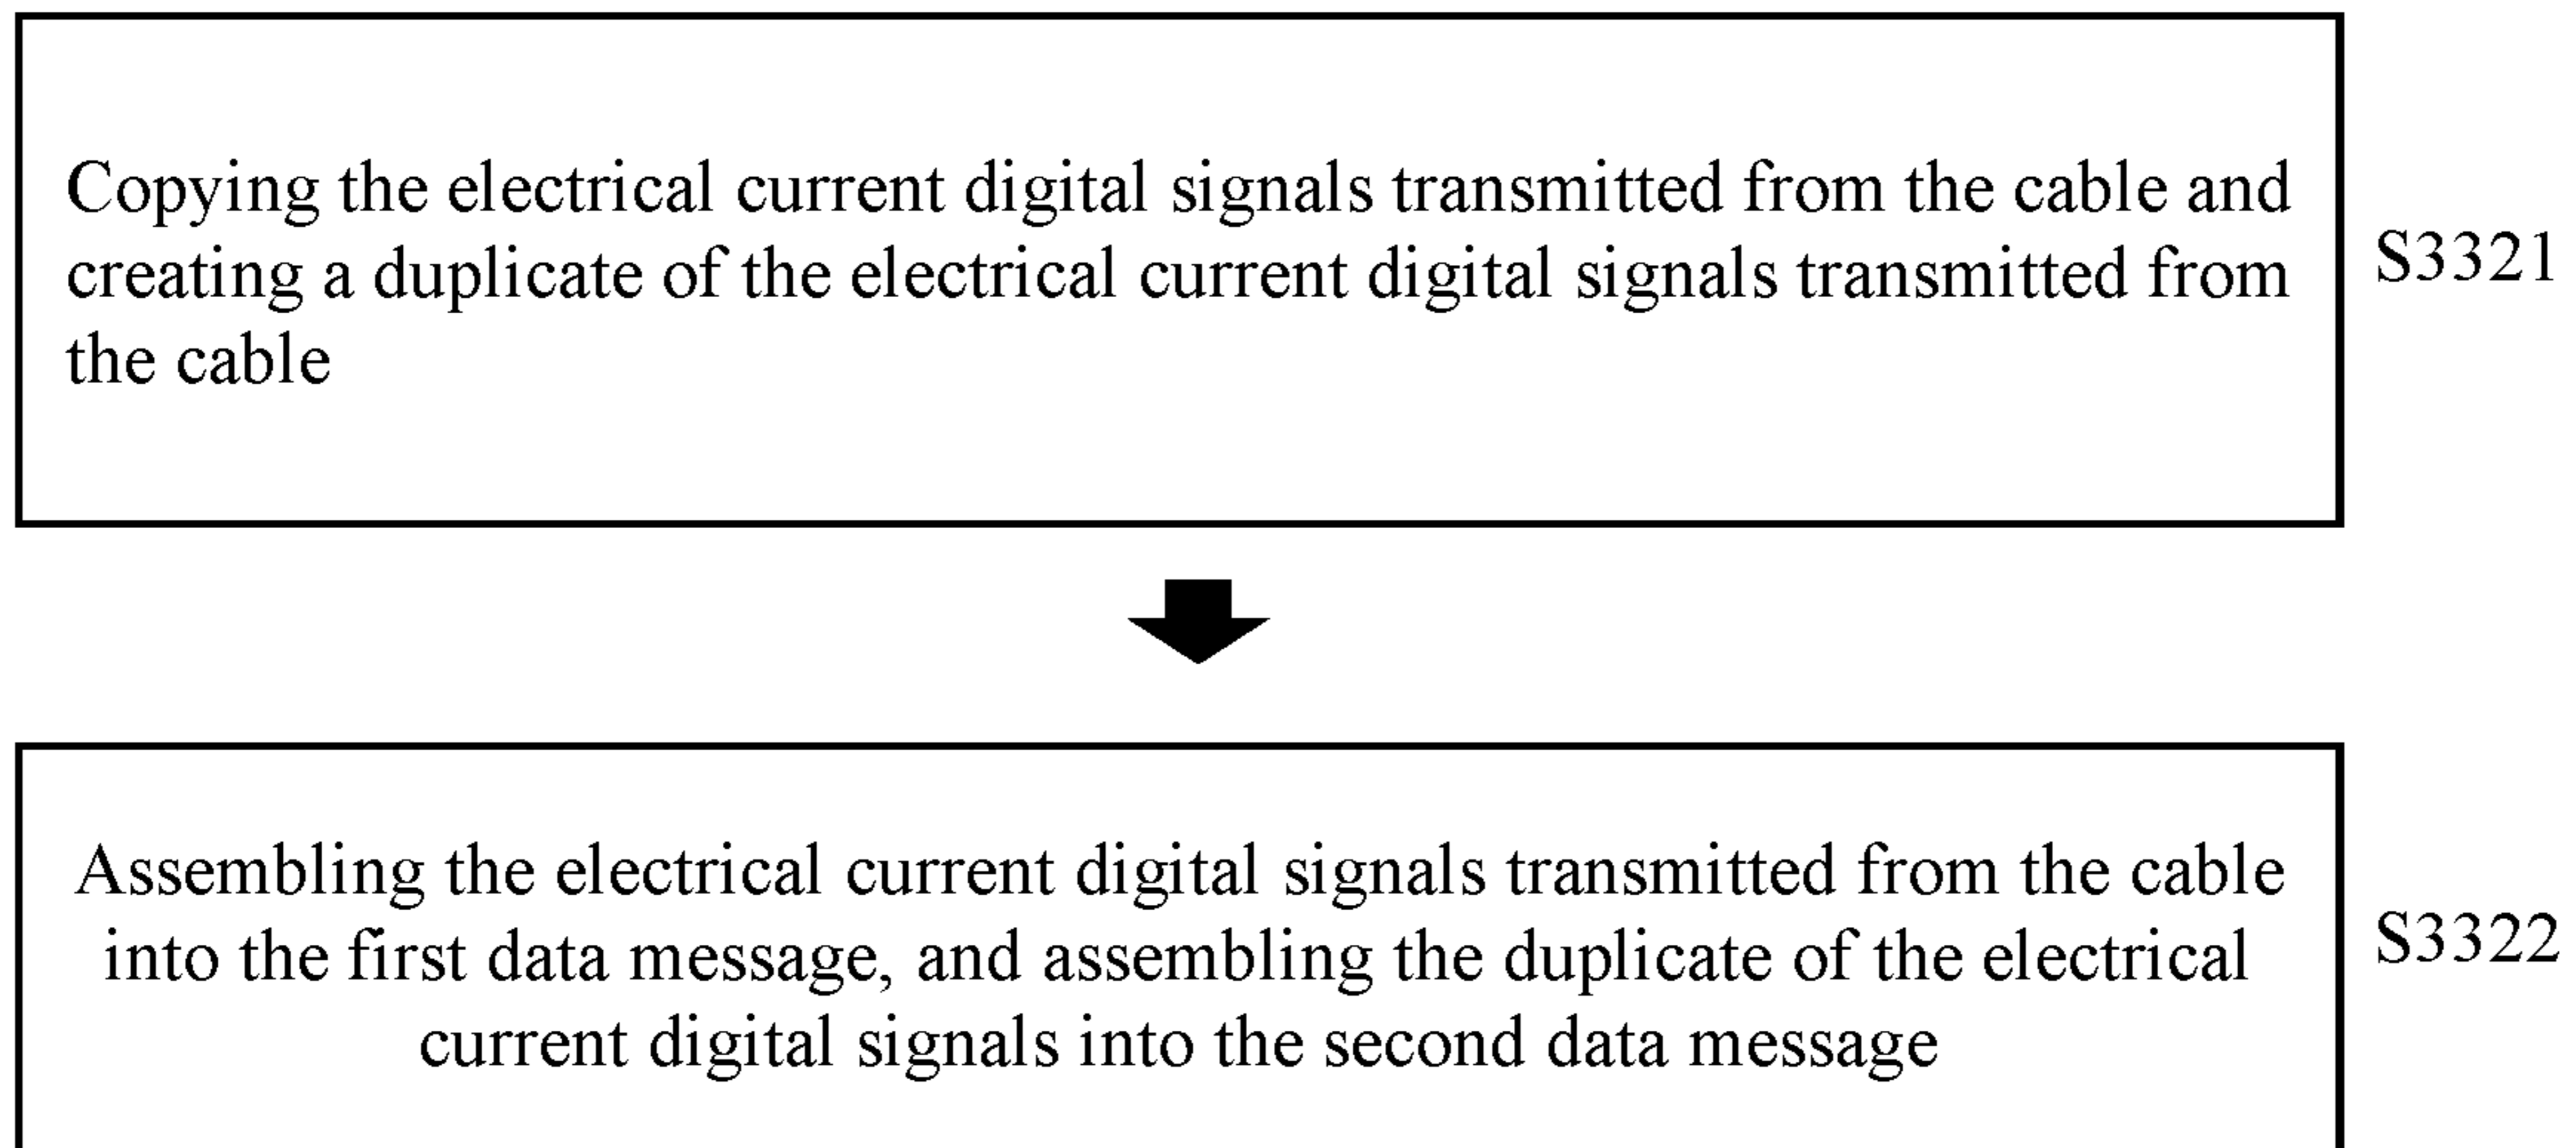 Copying the electrical current digital signals transmitted from the cable and
creating a duplicate of the electrical current digital signals transmitted from
the cable
S3321
Assembling the electrical current digital signals transmitted from the cable
into the first data message, and assembling the duplicate of the electrical
current digital signals into the second data message
S3322